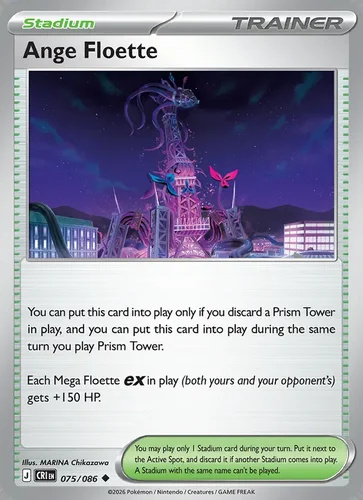 Stadium
TRAINER
Ange Floette
You can put this card into play only if you discard a Prism Tower
in play, and you can put this card into play during the same
turn you play Prism Tower.
Each Mega Floette ex in play (both yours and your opponent's)
gets +150 HP.
Illus. MARINA Chikazawa
You may play only 1 Stadium card during your turn. Put it next to
the Active Spot, and discard it if another Stadium comes into play.
A Stadium with the same name can't be played.
J CRI EN 075/086
©2026 Pokémon / Nintendo / Creatures / GAME FREAK